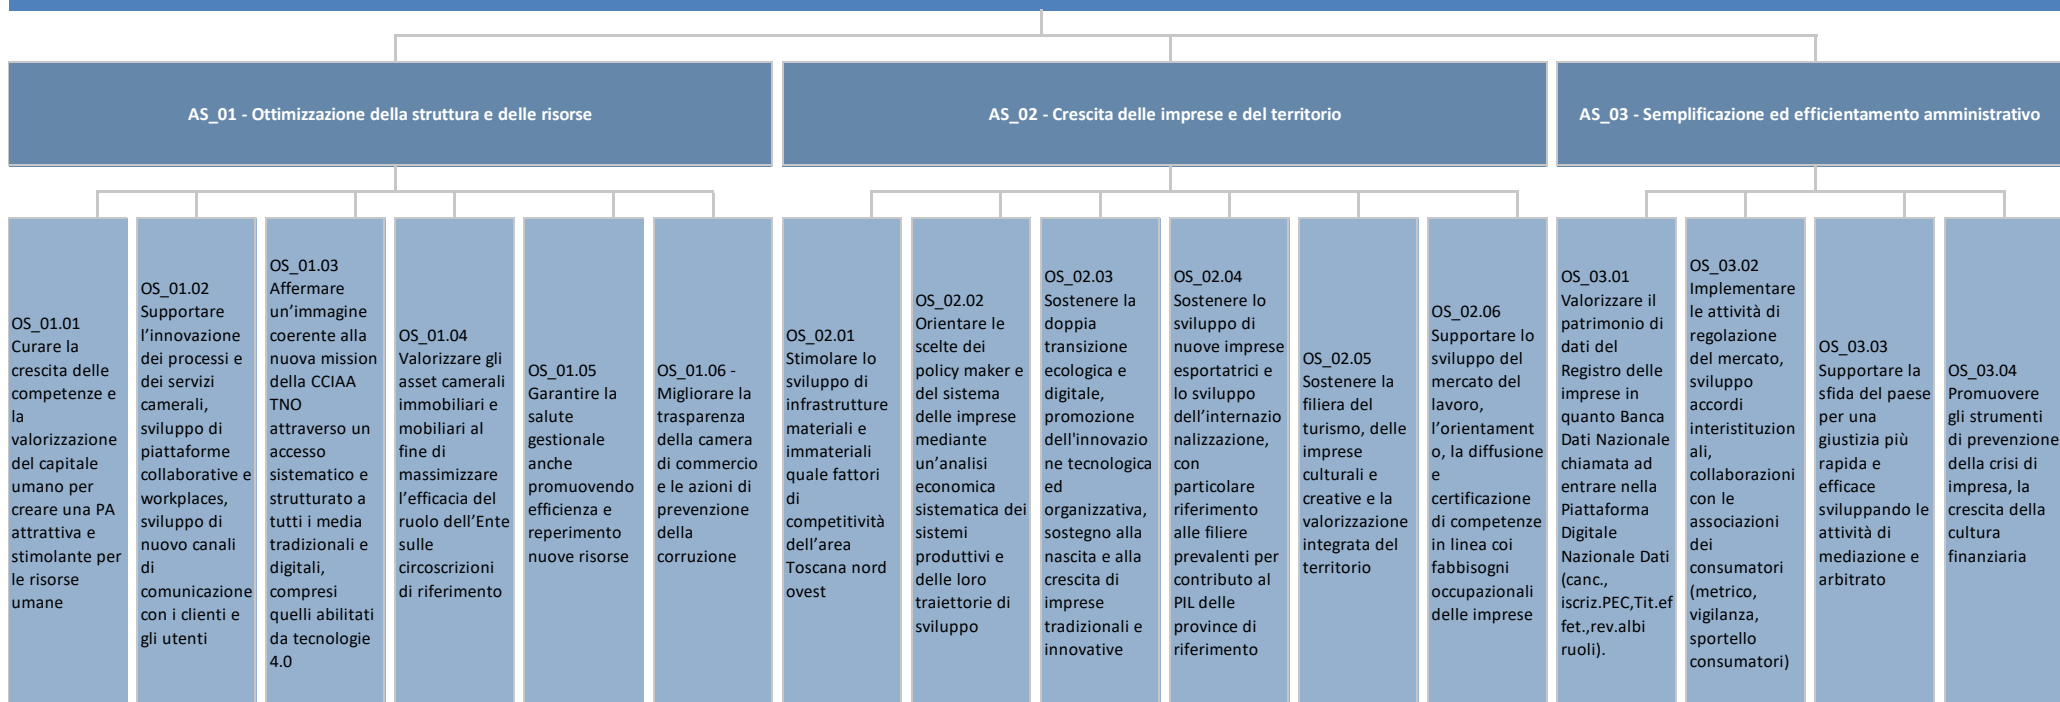 AS_01 - Ottimizzazione della struttura e delle risorse
AS_02 - Crescita delle imprese e del territorio
AS_03 - Semplificazione ed efficientamento amministrativo
OS_01.01
Curare la
crescita delle
competenze e
la
valorizzazione
del capitale
umano per
creare una PA
attrattiva e
stimolante per
le risorse
umane
OS_01.02
Supportare
l’innovazione
dei processi e
dei servizi
camerali,
sviluppo di
piattaforme
collaborative e
workplaces,
sviluppo di
nuovo canali
di
comunicazione
con i clienti e
gli utenti
OS_01.03
Affermare
un’immagine
coerente alla
nuova mission
della CCIAA
TNO
attraverso un
accesso
sistematico e
strutturato a
tutti i media
tradizionali e
digitali,
compresi
quelli abilitati
da tecnologie
4.0
OS_01.04
Valorizzare gli
asset camerali
immobiliari e
mobiliari al
fine di
massimizzare
l’efficacia del
ruolo dell’Ente
sulle
circoscrizioni
di riferimento
OS_01.05
Garantire la
salute
gestionale
anche
promuovendo
efficienza e
reperimento
nuove risorse
OS_01.06 -
Migliorare la
trasparenza
della camera
di commercio
e le azioni di
prevenzione
della
corruzione
OS_02.01
Stimolare lo
sviluppo di
infrastrutture
materiali e
immateriali
quale fattori
di
competitività
dell’area
Toscana nord
ovest
OS_02.02
Orientare le
scelte dei
policy maker e
del sistema
delle imprese
mediante
un’analisi
economica
sistematica dei
sistemi
produttivi e
delle loro
traiettorie di
sviluppo
OS_02.03
Sostenere la
doppia
transizione
ecologica e
digitale,
promozione
dell'innovazio
ne tecnologica
ed
organizzativa,
sostegno alla
nascita e alla
crescita di
imprese
tradizionali e
innovative
OS_02.04
Sostenere lo
sviluppo di
nuove imprese
esportatrici e
lo sviluppo
dell’internazio
nalizzazione,
con
particolare
riferimento
alle filiere
prevalenti per
contributo al
PIL delle
province di
riferimento
OS_02.05
Sostenere la
filiera del
turismo, delle
imprese
culturali e
creative e la
valorizzazione
integrata del
territorio
OS_02.06
Supportare lo
sviluppo del
mercato del
lavoro,
l’orientament
o, la diffusione
e
certificazione
di competenze
in linea coi
fabbisogni
occupazionali
delle imprese
OS_03.01
Valorizzare il
patrimonio di
dati del
Registro delle
imprese in
quanto Banca
Dati Nazionale
chiamata ad
entrare nella
Piattaforma
Digitale
Nazionale Dati
(canc.,
iscriz.PEC,Tit.ef
fet.,rev.albi
ruoli).
OS_03.02
Implementare
le attività di
regolazione
del mercato,
sviluppo
accordi
interistituzion
ali,
collaborazioni
con le
associazioni
dei
consumatori
(metrico,
vigilanza,
sportello
consumatori)
OS_03.03
Supportare la
sfida del paese
per una
giustizia più
rapida e
efficace
sviluppando le
attività di
mediazione e
arbitrato
OS_03.04
Promuovere
gli strumenti
di prevenzione
della crisi di
impresa, la
crescita della
cultura
finanziaria